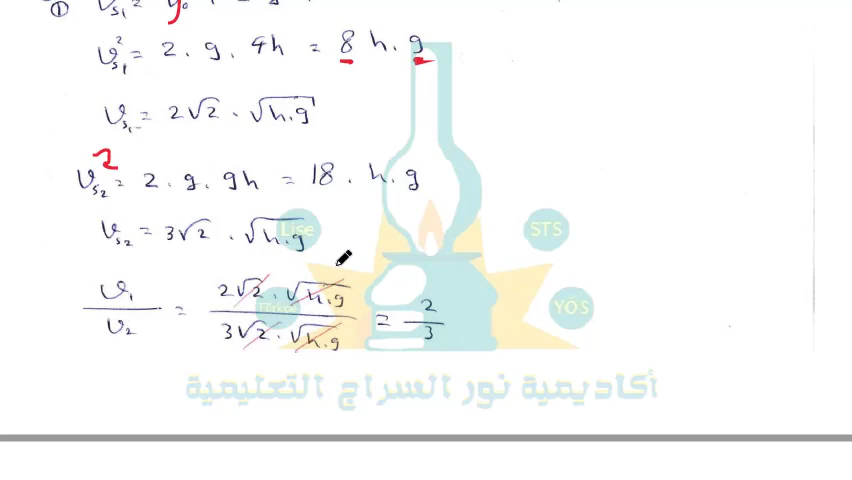 ①
v²ₛ₁ = 2 . g . 4h = 8 h . g
vₛ₁ = 2√2 . √h.g
v²ₛ₂ = 2 . g . 9h = 18 . h . g
vₛ₂ = 3√2 . √h.g
v₁/v₂ = 2√2 . √h.g / 3√2 . √h.g = 2/3
Lise
STS
Türkçe
YÖS
أكاديمية نور السراج التعليمية